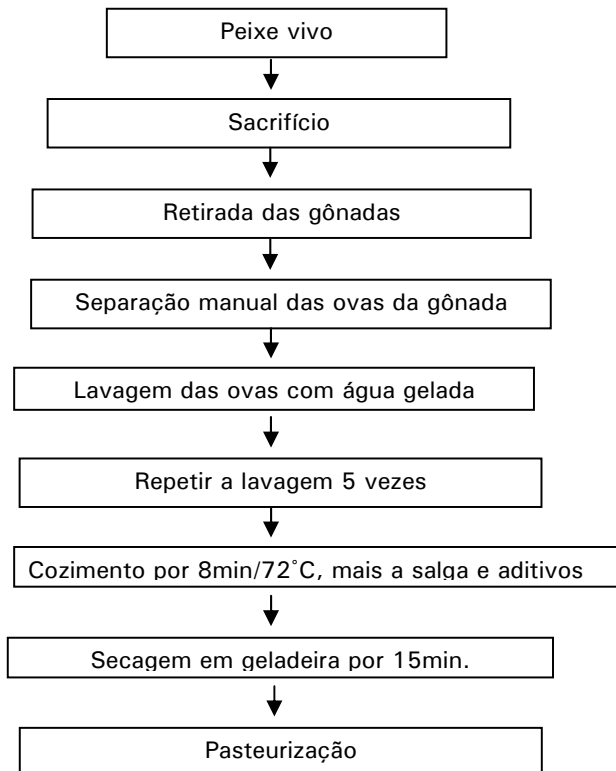 Peixe vivo
Sacrifício
Retirada das gônadas
Separação manual das ovas da gônada
Lavagem das ovas com água gelada
Repetir a lavagem 5 vezes
Cozimento por 8min/72˚C, mais a salga e aditivos
Secagem em geladeira por 15min.
Pasteurização